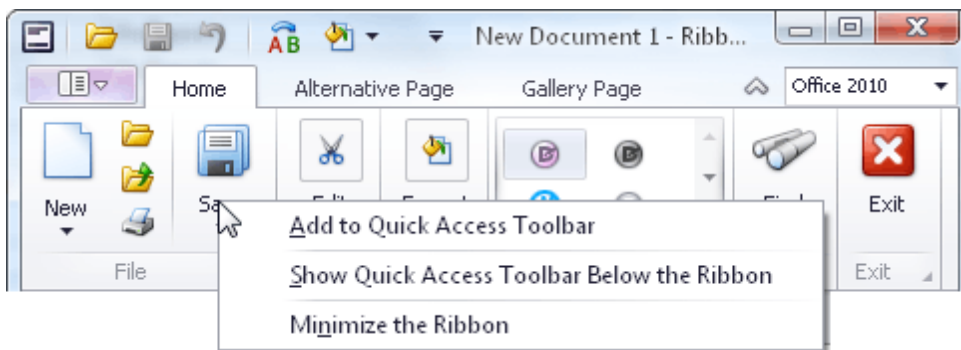 AB
New Document 1 - Ribb...
Home
Alternative Page
Gallery Page
Office 2010
New
Exit
File
Exit
Add to Quick Access Toolbar
Show Quick Access Toolbar Below the Ribbon
Minimize the Ribbon